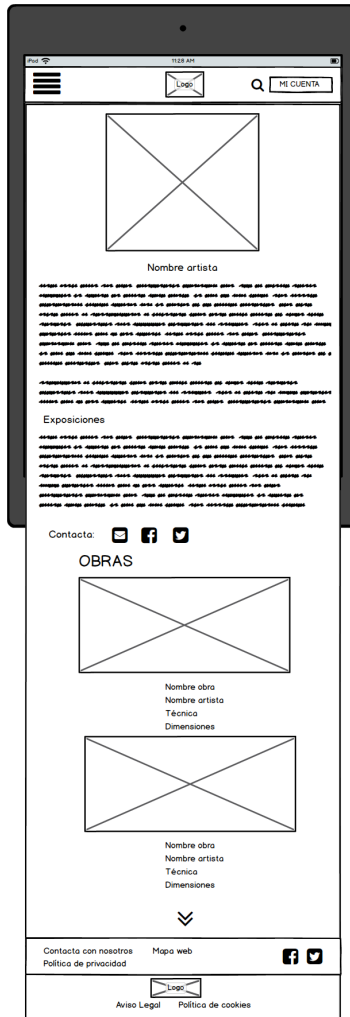 iPod 11:28 AM
Logo MI CUENTA
Nombre artista
Exposiciones
Contacta:
OBRAS
Nombre obra
Nombre artista
Técnica
Dimensiones
Nombre obra
Nombre artista
Técnica
Dimensiones
Contacta con nosotros Mapa web
Política de privacidad
Logo
Aviso Legal Política de cookies